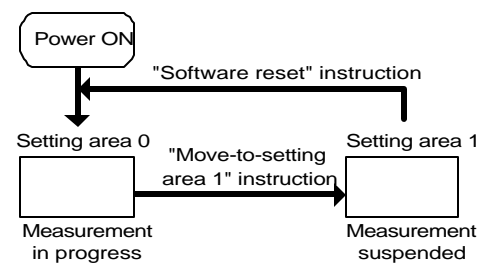 Power ON
"Software reset" instruction
Setting area 0
Setting area 1
"Move-to-setting
area 1" instruction
Measurement
in progress
Measurement
suspended